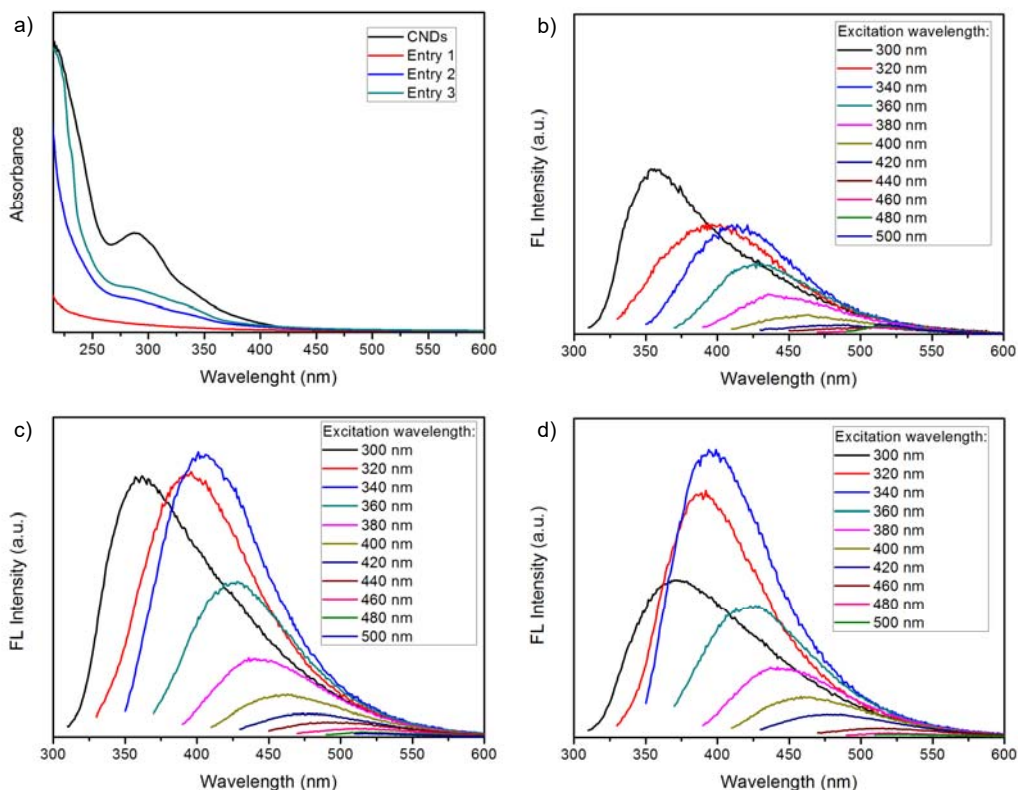 a)
CNDs
Entry 1
Entry 2
Entry 3
Absorbance
250 300 350 400 450 500 550 600
Wavelenght (nm)
b)
Excitation wavelength:
300 nm
320 nm
340 nm
360 nm
380 nm
400 nm
420 nm
440 nm
460 nm
480 nm
500 nm
FL Intensity (a.u.)
300 350 400 450 500 550 600
Wavelength (nm)
c)
Excitation wavelength:
300 nm
320 nm
340 nm
360 nm
380 nm
400 nm
420 nm
440 nm
460 nm
480 nm
500 nm
FL Intensity (a.u.)
300 350 400 450 500 550 600
Wavelength (nm)
d)
Excitation wavelength:
300 nm
320 nm
340 nm
360 nm
380 nm
400 nm
420 nm
460 nm
480 nm
500 nm
FL Intensity (a.u.)
300 350 400 450 500 550 600
Wavelength (nm)